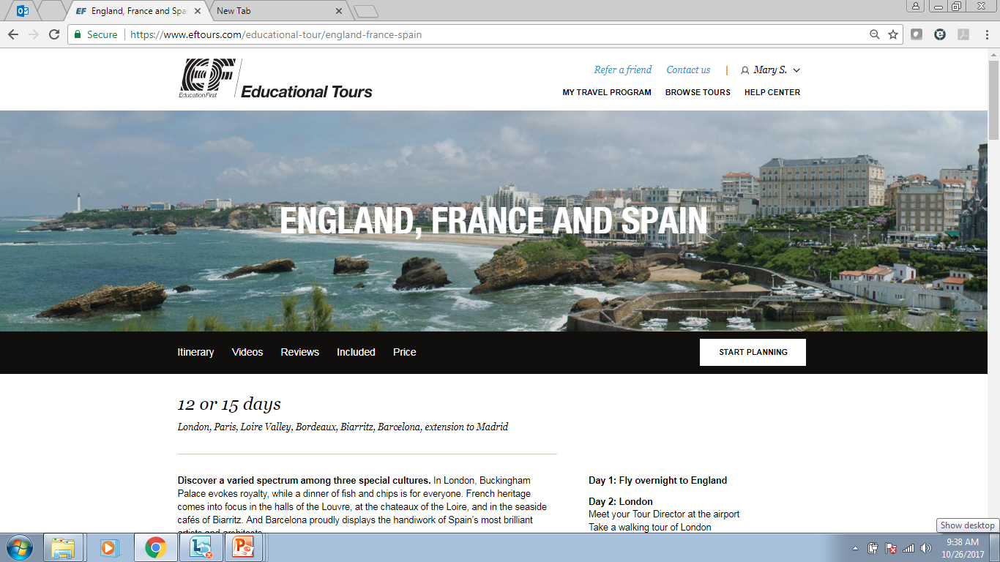 England, France and Spai
New Tab
Secure
https://www.eftours.com/educational-tour/england-france-spain
EF
Education First
Educational Tours
Refer a friend
Contact us
|
Mary S.
MY TRAVEL PROGRAM
BROWSE TOURS
HELP CENTER
ENGLAND, FRANCE AND SPAIN
Itinerary
Videos
Reviews
Included
Price
START PLANNING
12 or 15 days
London, Paris, Loire Valley, Bordeaux, Biarritz, Barcelona, extension to Madrid
Discover a varied spectrum among three special cultures. In London, Buckingham
Palace evokes royalty, while a dinner of fish and chips is for everyone. French heritage
comes into focus in the halls of the Louvre, at the chateaux of the Loire, and in the seaside
cafés of Biarritz. And Barcelona proudly displays the handiwork of Spain's most brilliant
artists and architects.
Day 1: Fly overnight to England
Day 2: London
Meet your Tour Director at the airport
Take a walking tour of London
Show desktop
9:38 AM
10/26/2017